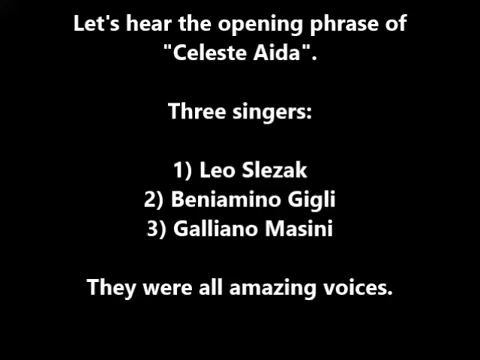 Let's hear the opening phrase of
"Celeste Aida".
Three singers:
1) Leo Slezak
2) Beniamino Gigli
3) Galliano Masini
They were all amazing voices.